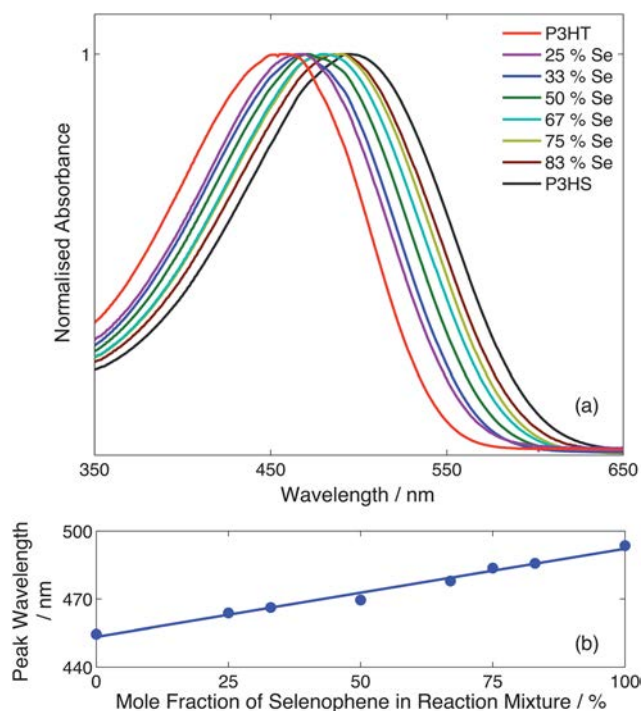 1
P3HT
25 % Se
33 % Se
50 % Se
67 % Se
75 % Se
83 % Se
P3HS
Normalised Absorbance
(a)
350 450 550 650
Wavelength / nm
500
470
440
Peak Wavelength
/ nm
(b)
0 25 50 75 100
Mole Fraction of Selenophene in Reaction Mixture / %